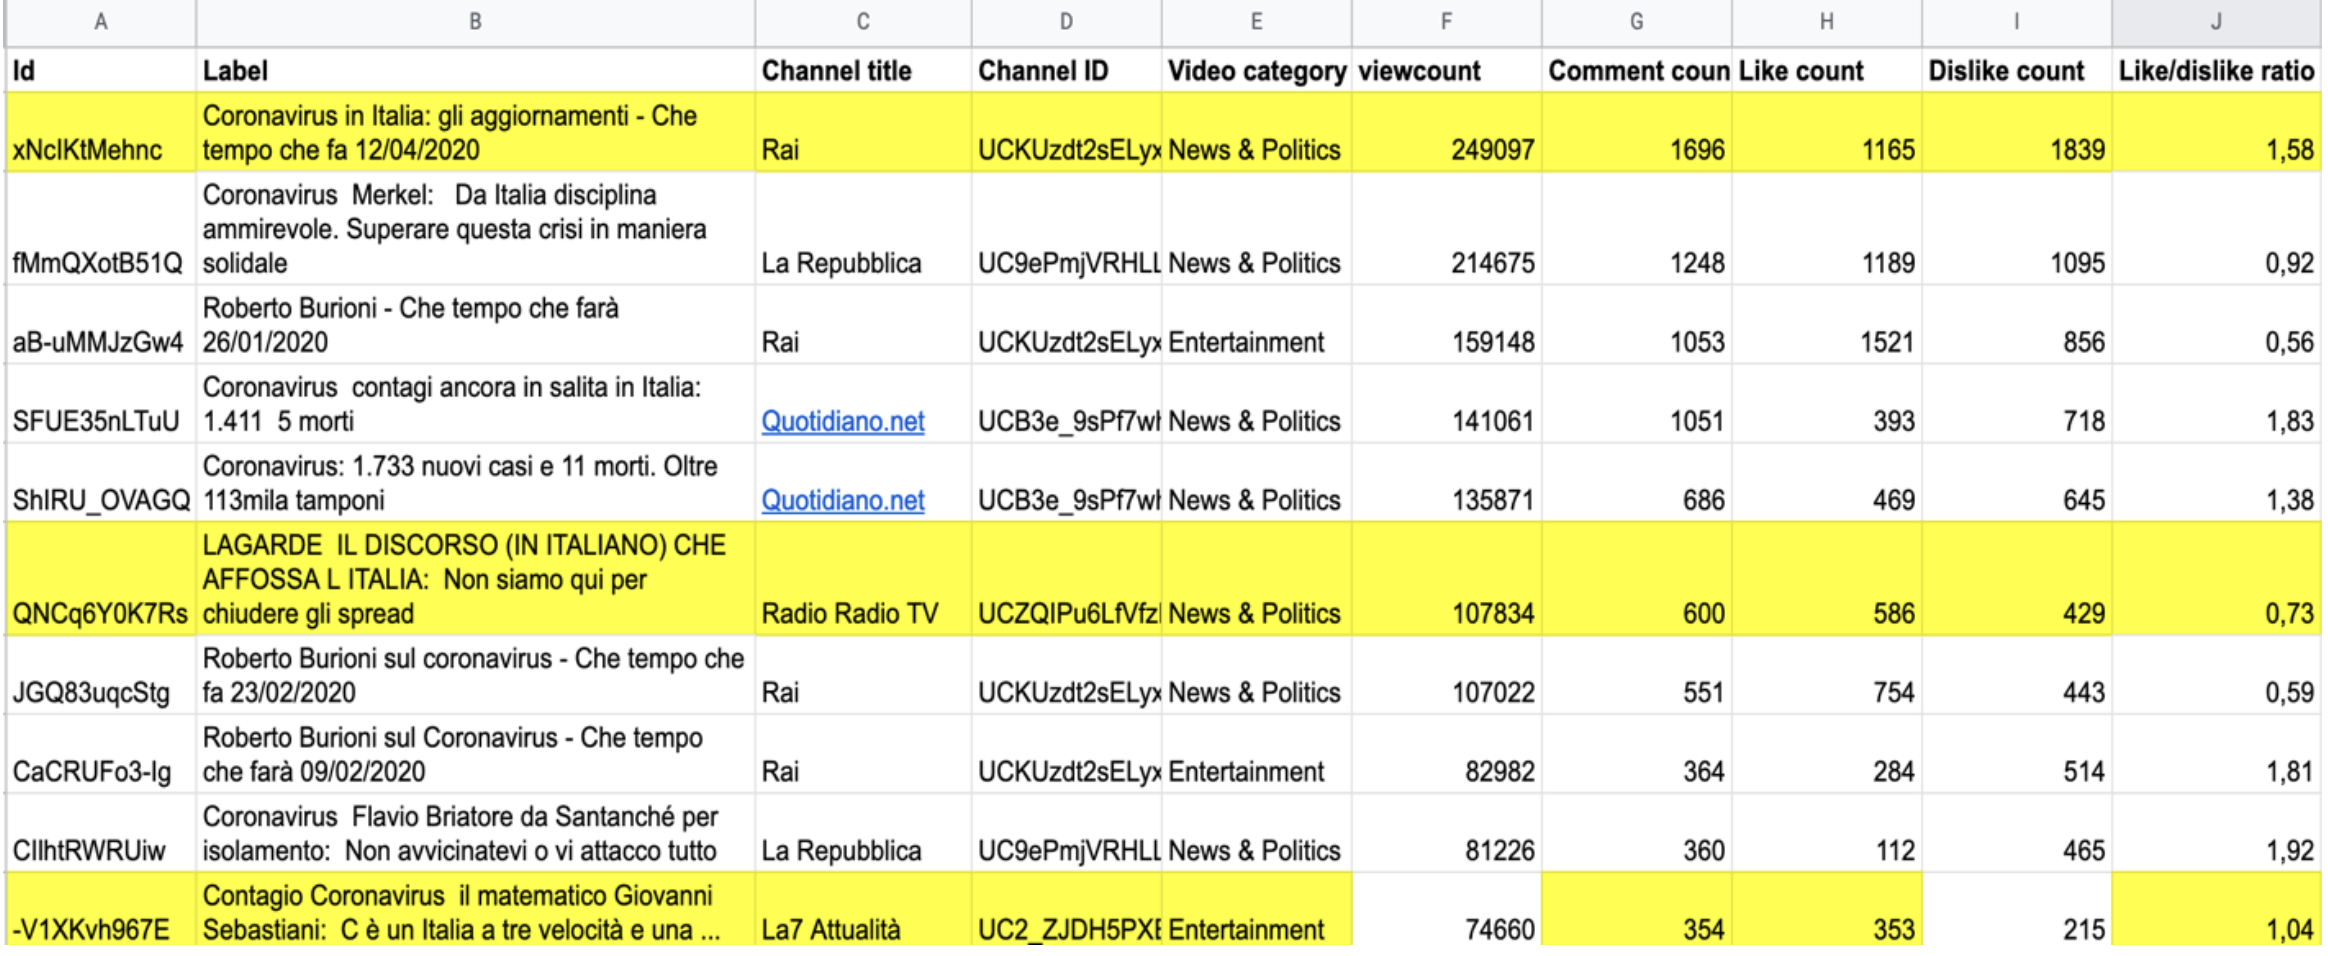 A B C D E F G H I J
Id Label Channel title Channel ID Video category viewcount Comment coun Like count Dislike count Like/dislike ratio
Coronavirus in Italia: gli aggiornamenti - Che
xNclKtMehnc tempo che fa 12/04/2020 Rai UCKUzdt2sELyx News & Politics 249097 1696 1165 1839 1,58
Coronavirus Merkel: Da Italia disciplina
ammirevole. Superare questa crisi in maniera
fMmQXotB51Q solidale La Repubblica UC9ePmjVRHLL News & Politics 214675 1248 1189 1095 0,92
Roberto Burioni - Che tempo che farà
aB-uMMJzGw4 26/01/2020 Rai UCKUzdt2sELyx Entertainment 159148 1053 1521 856 0,56
Coronavirus contagi ancora in salita in Italia:
SFUE35nLTuU 1.411 5 morti Quotidiano.net UCB3e_9sPf7wh News & Politics 141061 1051 393 718 1,83
Coronavirus: 1.733 nuovi casi e 11 morti. Oltre
ShIRU_OVAGQ 113mila tamponi Quotidiano.net UCB3e_9sPf7wh News & Politics 135871 686 469 645 1,38
LAGARDE IL DISCORSO (IN ITALIANO) CHE
AFFOSSA L ITALIA: Non siamo qui per
QNCq6Y0K7Rs chiudere gli spread Radio Radio TV UCZQIPu6LfVfzl News & Politics 107834 600 586 429 0,73
Roberto Burioni sul coronavirus - Che tempo che
JGQ83uqcStg fa 23/02/2020 Rai UCKUzdt2sELyx News & Politics 107022 551 754 443 0,59
Roberto Burioni sul Coronavirus - Che tempo
CaCRUFo3-lg che farà 09/02/2020 Rai UCKUzdt2sELyx Entertainment 82982 364 284 514 1,81
Coronavirus Flavio Briatore da Santanché per
ClIhtRWRUiw isolamento: Non avvicinatevi o vi attacco tutto La Repubblica UC9ePmjVRHLL News & Politics 81226 360 112 465 1,92
Contagio Coronavirus il matematico Giovanni
-V1XKvh967E Sebastiani: C è un Italia a tre velocità e una ... La7 Attualità UC2_ZJDH5PXE Entertainment 74660 354 353 215 1,04